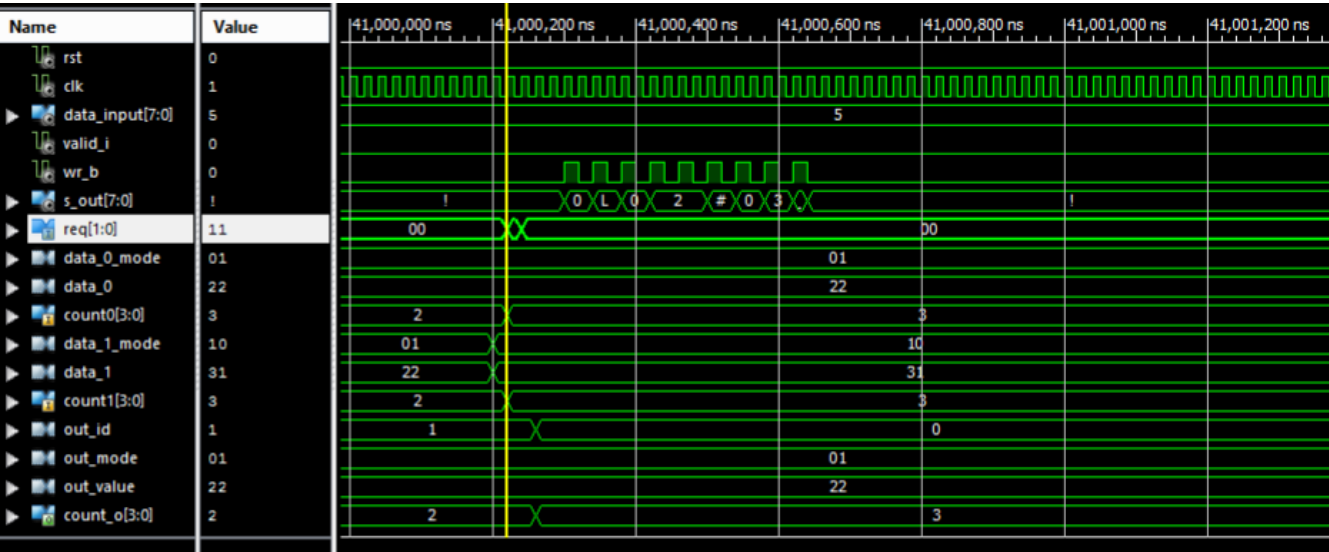 Name Value 41,000,000 ns 41,000,200 ns 41,000,400 ns 41,000,600 ns 41,000,800 ns 41,001,000 ns 41,001,200 ns
rst 0
clk 1
data_input[7:0] 5 5
valid_i 0
wr_b 0
s_out[7:0] ! ! 0 L 0 2 # 0 3 . !
req[1:0] 11 00 00
data_0_mode 01 01
data_0 22 22
count0[3:0] 3 2 3
data_1_mode 10 01 10
data_1 31 22 31
count1[3:0] 3 2 3
out_id 1 1 0
out_mode 01 01
out_value 22 22
count_o[3:0] 2 2 3